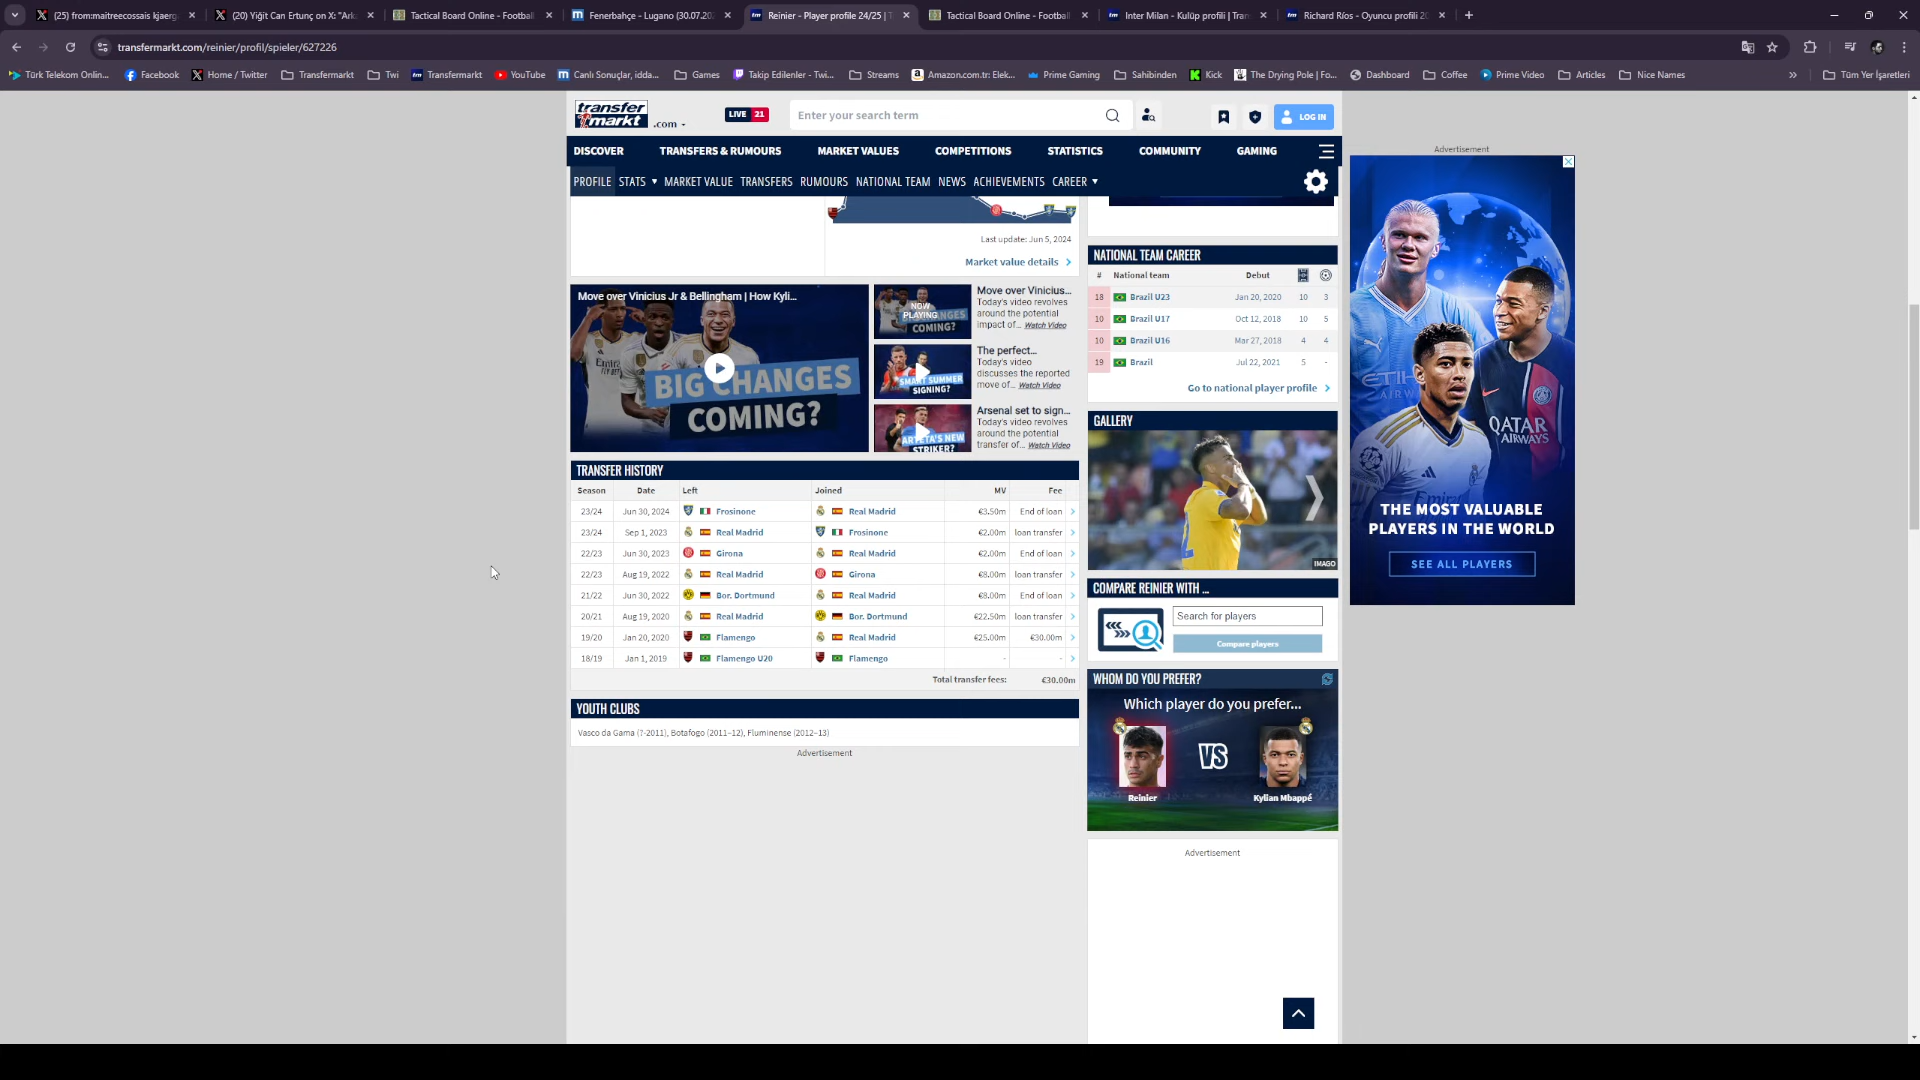 (25) from:maitreecossais kjaerg
(20) Yiğit Can Ertunç on X: "Ark
Tactical Board Online - Football
Fenerbahçe - Lugano (30.07.20
Reinier - Player profile 24/25 | T
Tactical Board Online - Football
Inter Milan - Kulüp profili | Tran
Richard Ríos - Oyuncu profili 20
transfermarkt.com/reinier/profil/spieler/627226
Türk Telekom Onlin...
Facebook
Home / Twitter
Transfermarkt
Twi
Transfermarkt
YouTube
Canlı Sonuçlar, idda...
Games
Takip Edilenler - Twi...
Streams
Amazon.com.tr: Elek...
Prime Gaming
Sahibinden
Kick
The Drying Pole | Fo...
Dashboard
Coffee
Prime Video
Articles
Nice Names
Tüm Yer İşaretleri
transfer markt .com
LIVE 21
Enter your search term
LOG IN
DISCOVER TRANSFERS & RUMOURS MARKET VALUES COMPETITIONS STATISTICS COMMUNITY GAMING
PROFILE STATS MARKET VALUE TRANSFERS RUMOURS NATIONAL TEAM NEWS ACHIEVEMENTS CAREER
Last update: Jun 5, 2024
Market value details
Move over Vinicius Jr & Bellingham | How Kyli...
BIG CHANGES
COMING?
NOW
PLAYING
COMING?
Move over Vinicius...
Today's video revolves
around the potential
impact of... Watch Video
SMART SUMMER
SIGNING?
The perfect...
Today's video
discusses the reported
move of... Watch Video
ARTETA'S NEW
STRIKER?
Arsenal set to sign...
Today's video revolves
around the potential
transfer of... Watch Video
TRANSFER HISTORY
Season Date Left Joined MV Fee
23/24 Jun 30, 2024 Frosinone Real Madrid €3.50m End of loan
23/24 Sep 1, 2023 Real Madrid Frosinone €2.00m loan transfer
22/23 Jun 30, 2023 Girona Real Madrid €2.00m End of loan
22/23 Aug 19, 2022 Real Madrid Girona €8.00m loan transfer
21/22 Jun 30, 2022 Bor. Dortmund Real Madrid €8.00m End of loan
20/21 Aug 19, 2020 Real Madrid Bor. Dortmund €22.50m loan transfer
19/20 Jan 20, 2020 Flamengo Real Madrid €25.00m €30.00m
18/19 Jan 1, 2019 Flamengo U20 Flamengo - -
Total transfer fees: €30.00m
YOUTH CLUBS
Vasco da Gama (?-2011), Botafogo (2011–12), Fluminense (2012–13)
Advertisement
NATIONAL TEAM CAREER
# National team Debut
18 Brazil U23 Jan 20, 2020 10 3
10 Brazil U17 Oct 12, 2018 10 5
10 Brazil U16 Mar 27, 2018 4 4
19 Brazil Jul 22, 2021 5 -
Go to national player profile
GALLERY
IMAGO
COMPARE REINIER WITH ...
Search for players
Compare players
WHOM DO YOU PREFER?
Which player do you prefer...
VS
Reinier
Kylian Mbappé
Advertisement
Advertisement
QATAR
AIRWAYS
THE MOST VALUABLE
PLAYERS IN THE WORLD
SEE ALL PLAYERS